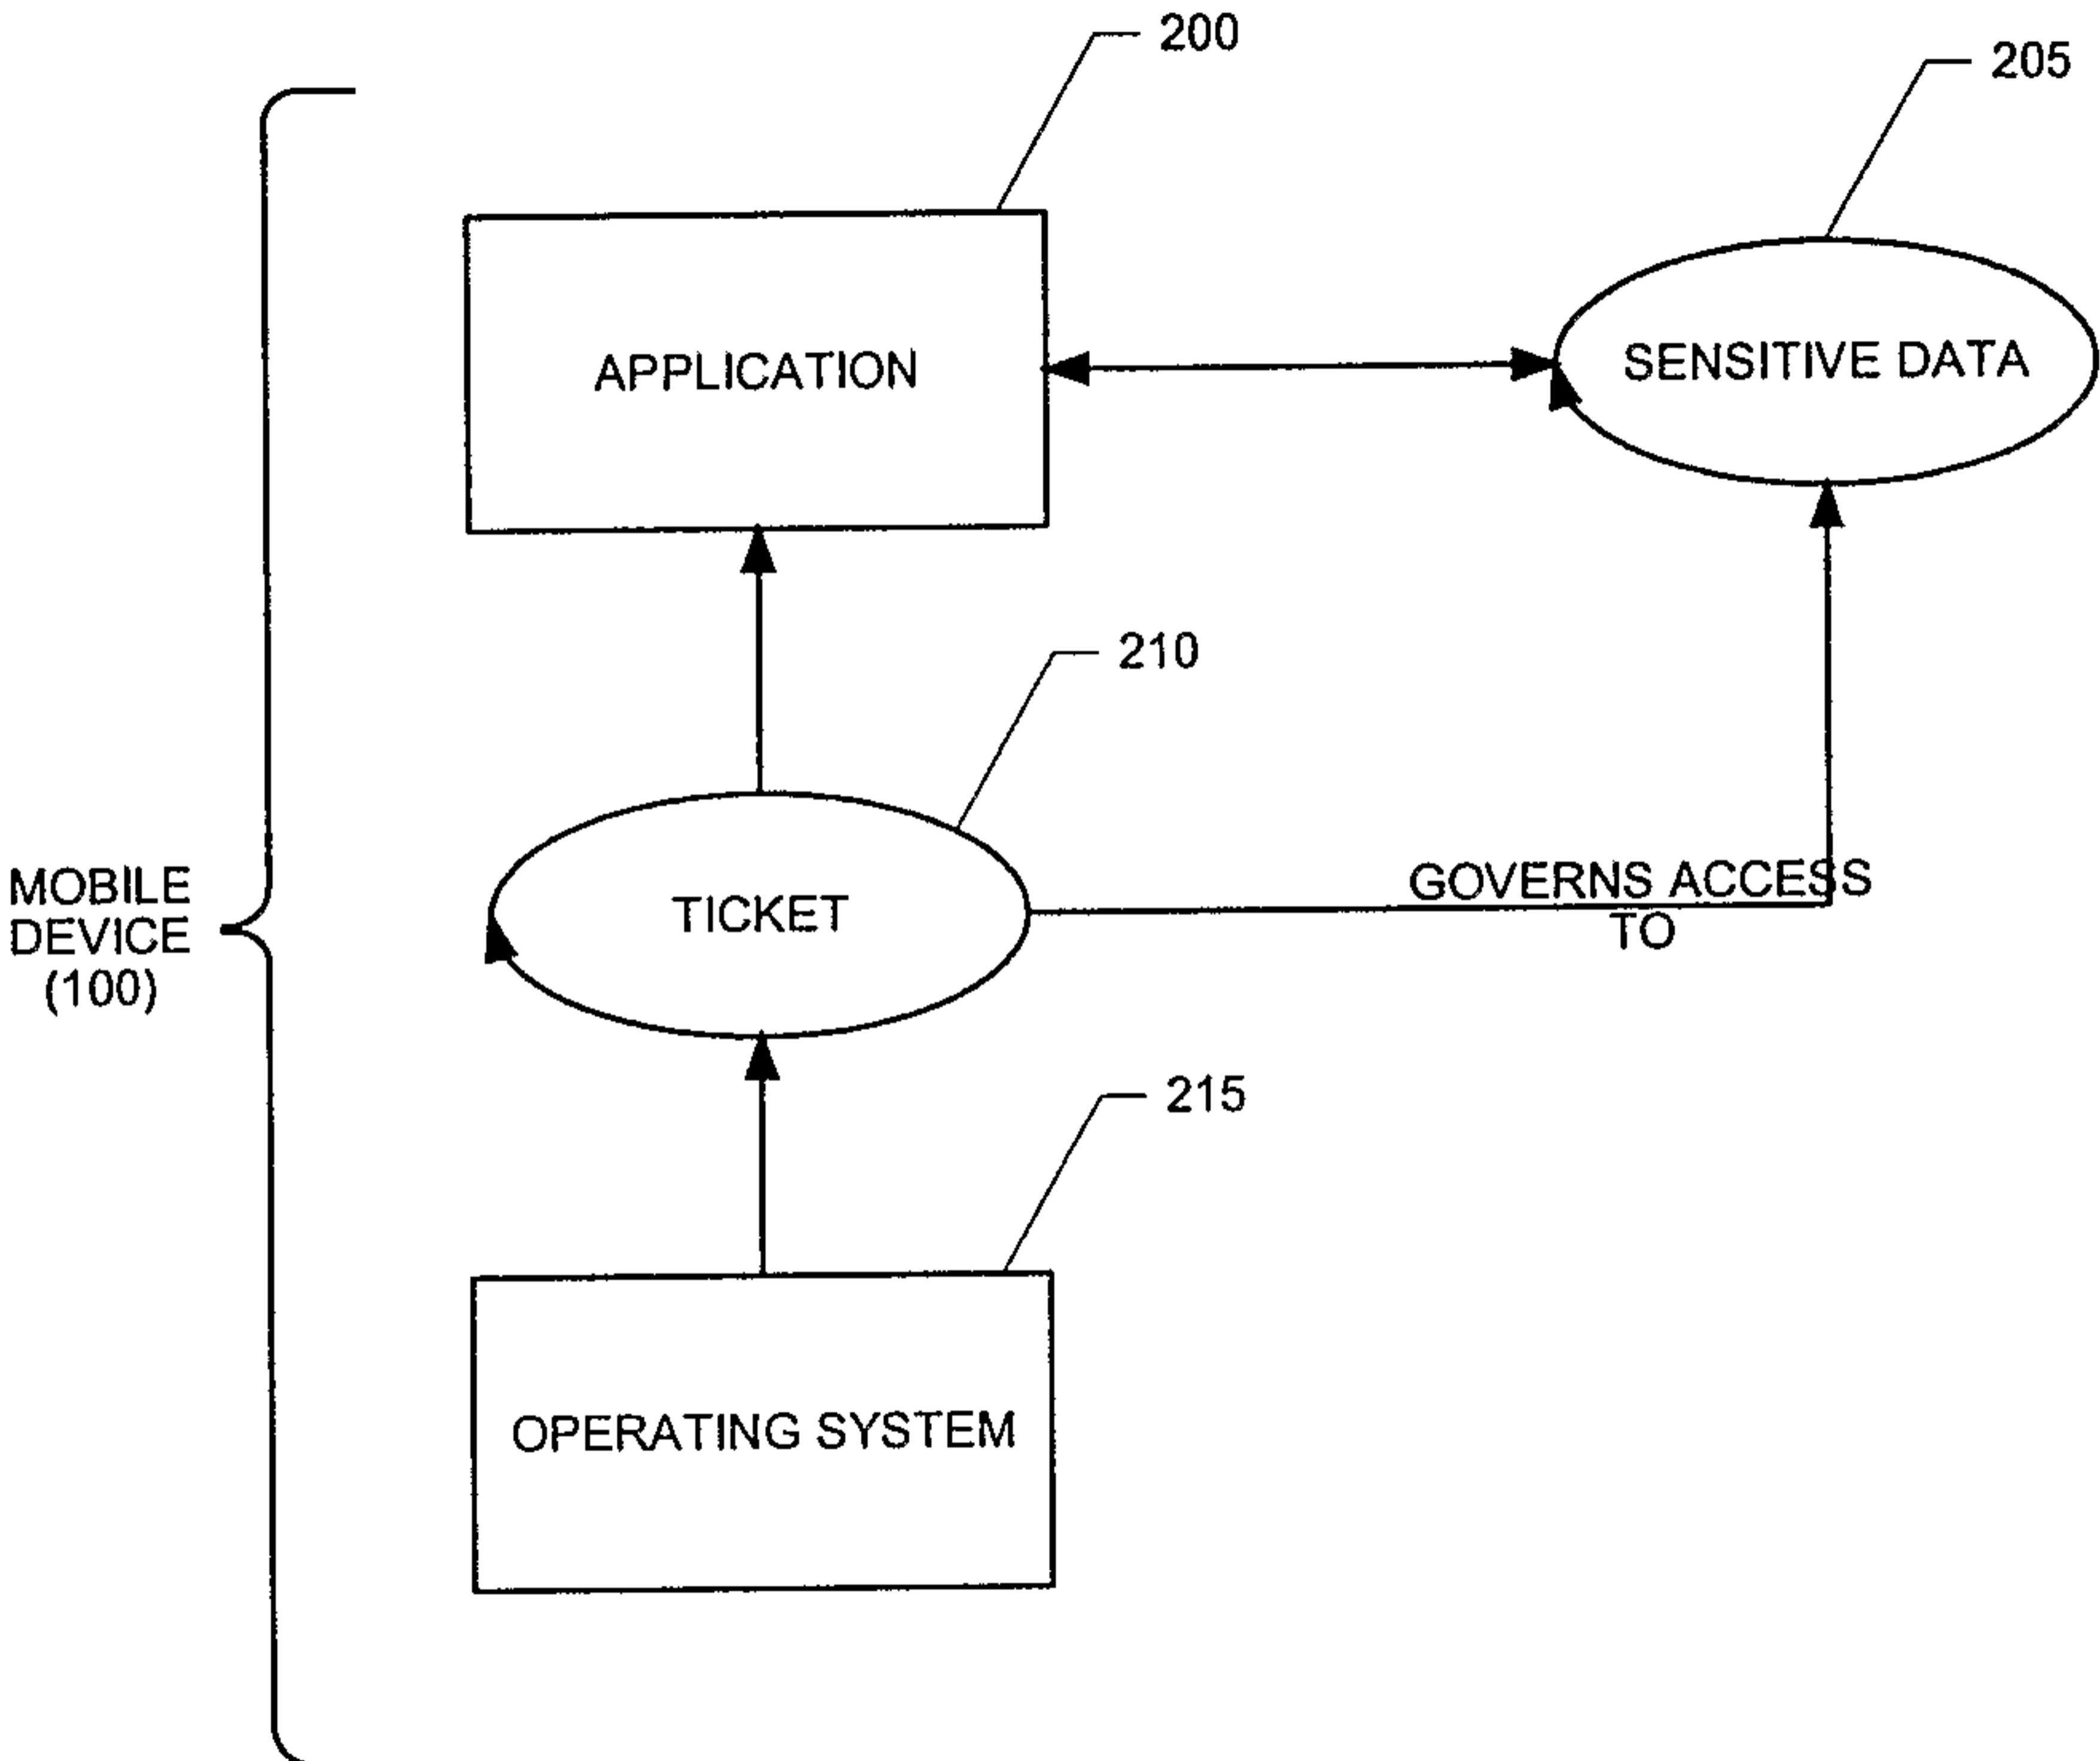 200
205
APPLICATION
SENSITIVE DATA
210
MOBILE
DEVICE
(100)
TICKET
GOVERNS ACCESS
TO
215
OPERATING SYSTEM